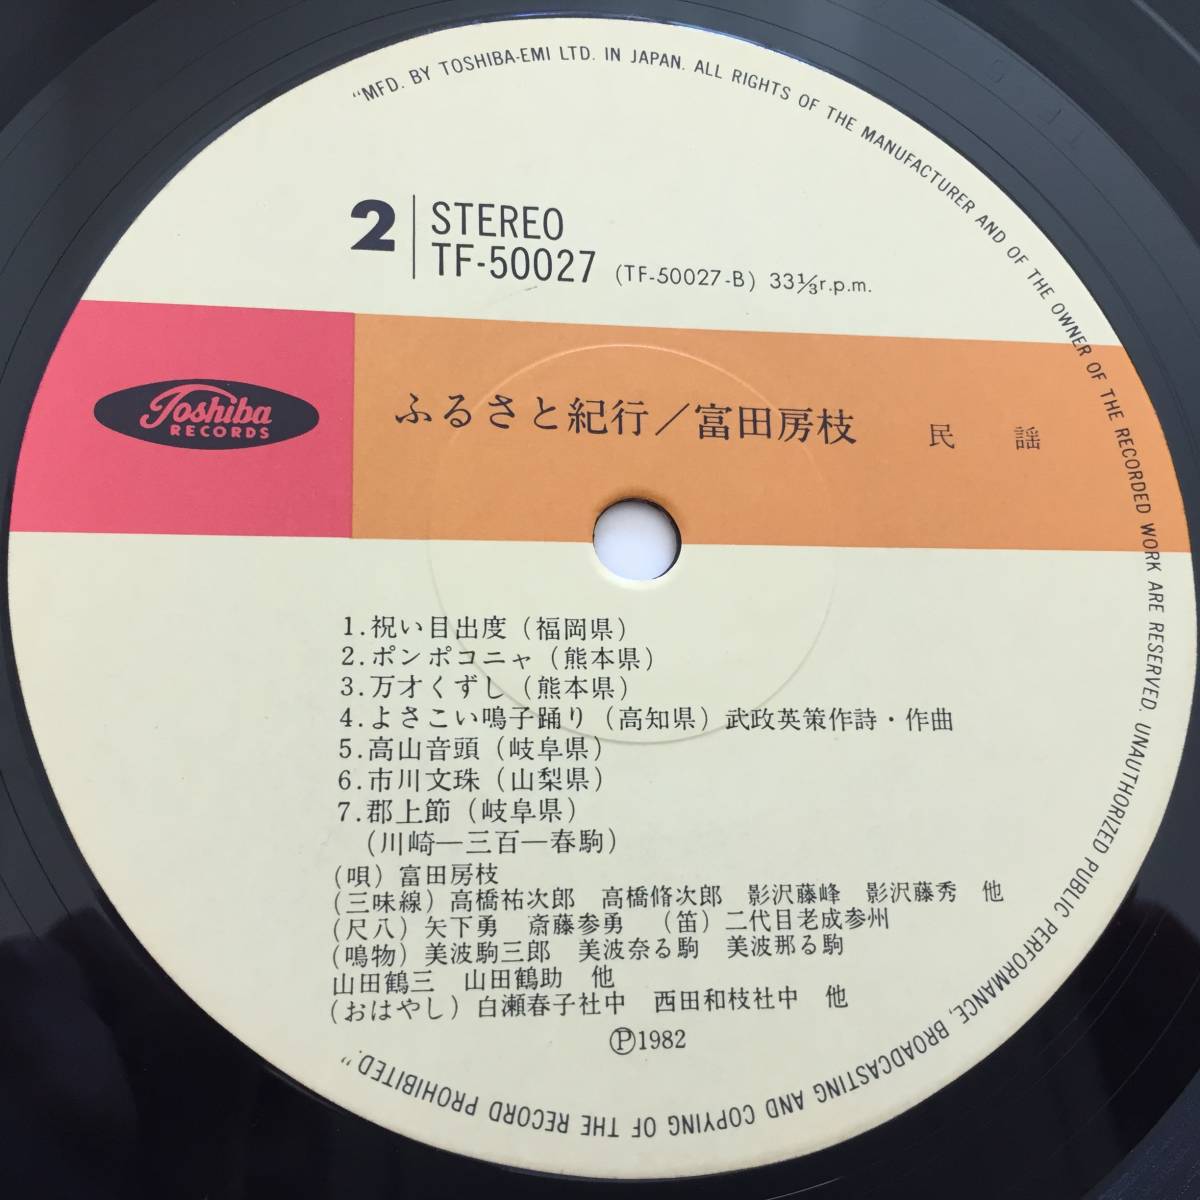 "MFD. BY TOSHIBA-EMI LTD. IN JAPAN. ALL RIGHTS OF THE MANUFACTURER AND OF THE OWNER OF THE RECORDED WORK ARE RESERVED. UNAUTHORIZED PUBLIC PERFORMANCE, BROADCASTING AND COPYING OF THE RECORD PROHIBITED."
2 STEREO
TF-50027 (TF-50027-B) 33⅓r.p.m.
Toshiba
RECORDS
ふるさと紀行／富田房枝 民謡
1.祝い目出度（福岡県）
2.ポンポコニャ（熊本県）
3.万才くずし（熊本県）
4.よさこい鳴子踊り（高知県）武政英策作詩・作曲
5.高山音頭（岐阜県）
6.市川文珠（山梨県）
7.郡上節（岐阜県）
（川崎―三百―春駒）
（唄）富田房枝
（三味線）高橋祐次郎 高橋脩次郎 影沢藤峰 影沢藤秀 他
（尺八）矢下勇 斎藤参勇 （笛）二代目老成参州
（鳴物）美波駒三郎 美波奈る駒 美波那る駒
山田鶴三 山田鶴助 他
（おはやし）白瀬春子社中 西田和枝社中 他
Ⓟ1982